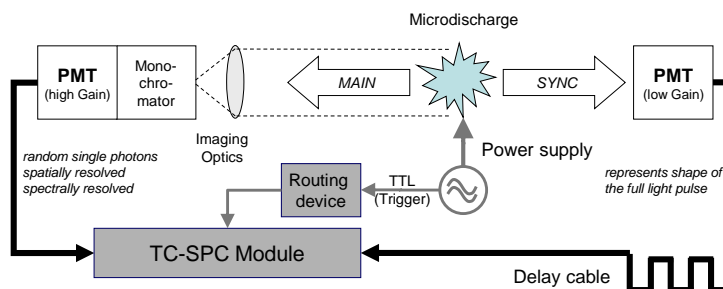 Microdischarge
PMT
(high Gain)
Mono-
chro-
mator
MAIN
SYNC
PMT
(low Gain)
Imaging
Optics
random single photons
spatially resolved
spectrally resolved
Power supply
represents shape of
the full light pulse
Routing
device
TTL
(Trigger)
TC-SPC Module
Delay cable